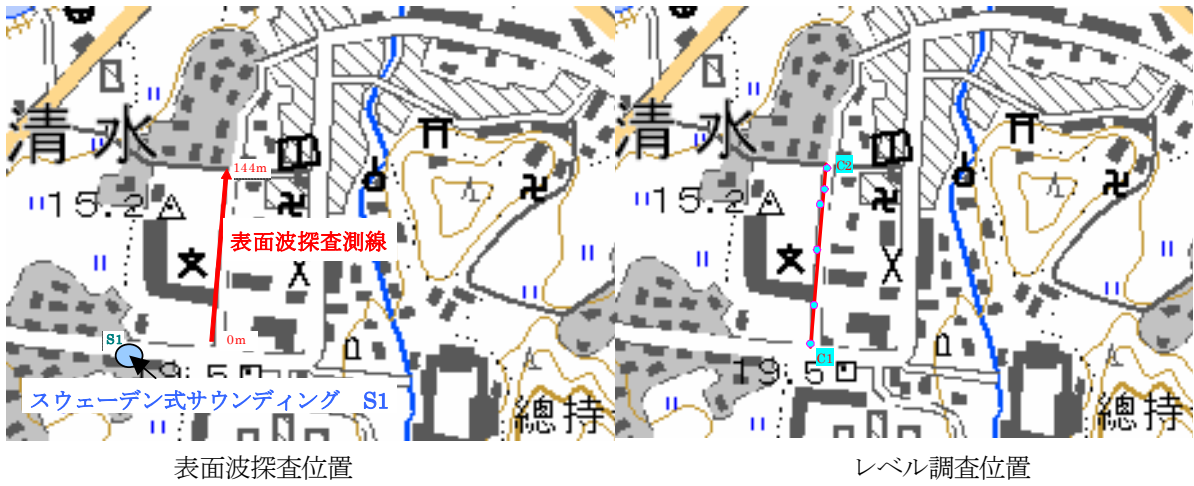 清水
144m
15.2
表面波探査測線
S1
0m
19.5
スウェーデン式サウンディング S1
總持
表面波探査位置
清水
C2
15.2
C1
19.5
總持
レベル調査位置